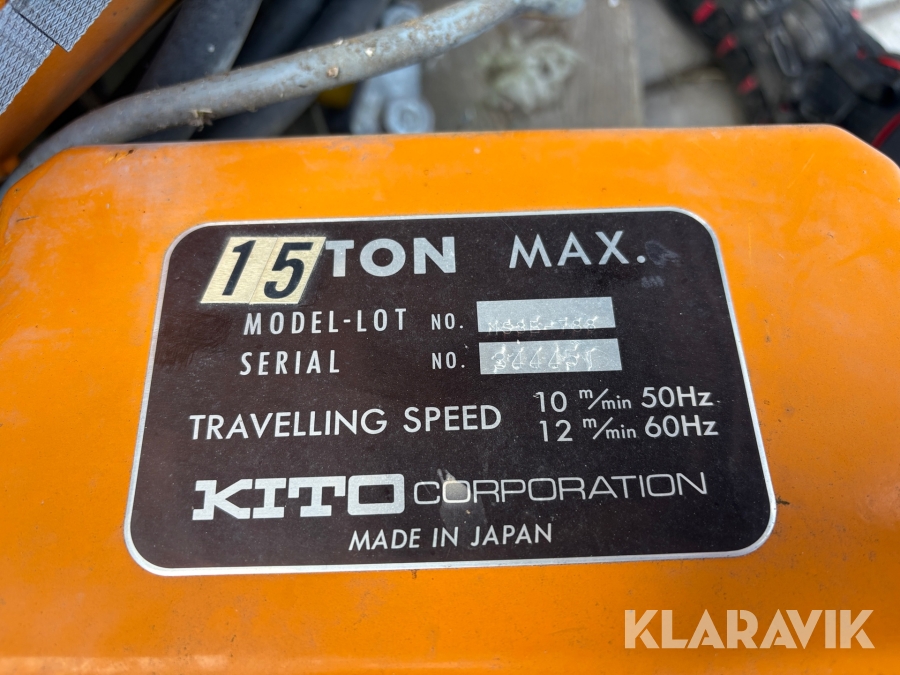 15 TON MAX.
MODEL-LOT NO.
SERIAL NO.
TRAVELLING SPEED 10 m/min 50Hz
12 m/min 60Hz
KITO CORPORATION
MADE IN JAPAN
KLARAVIK